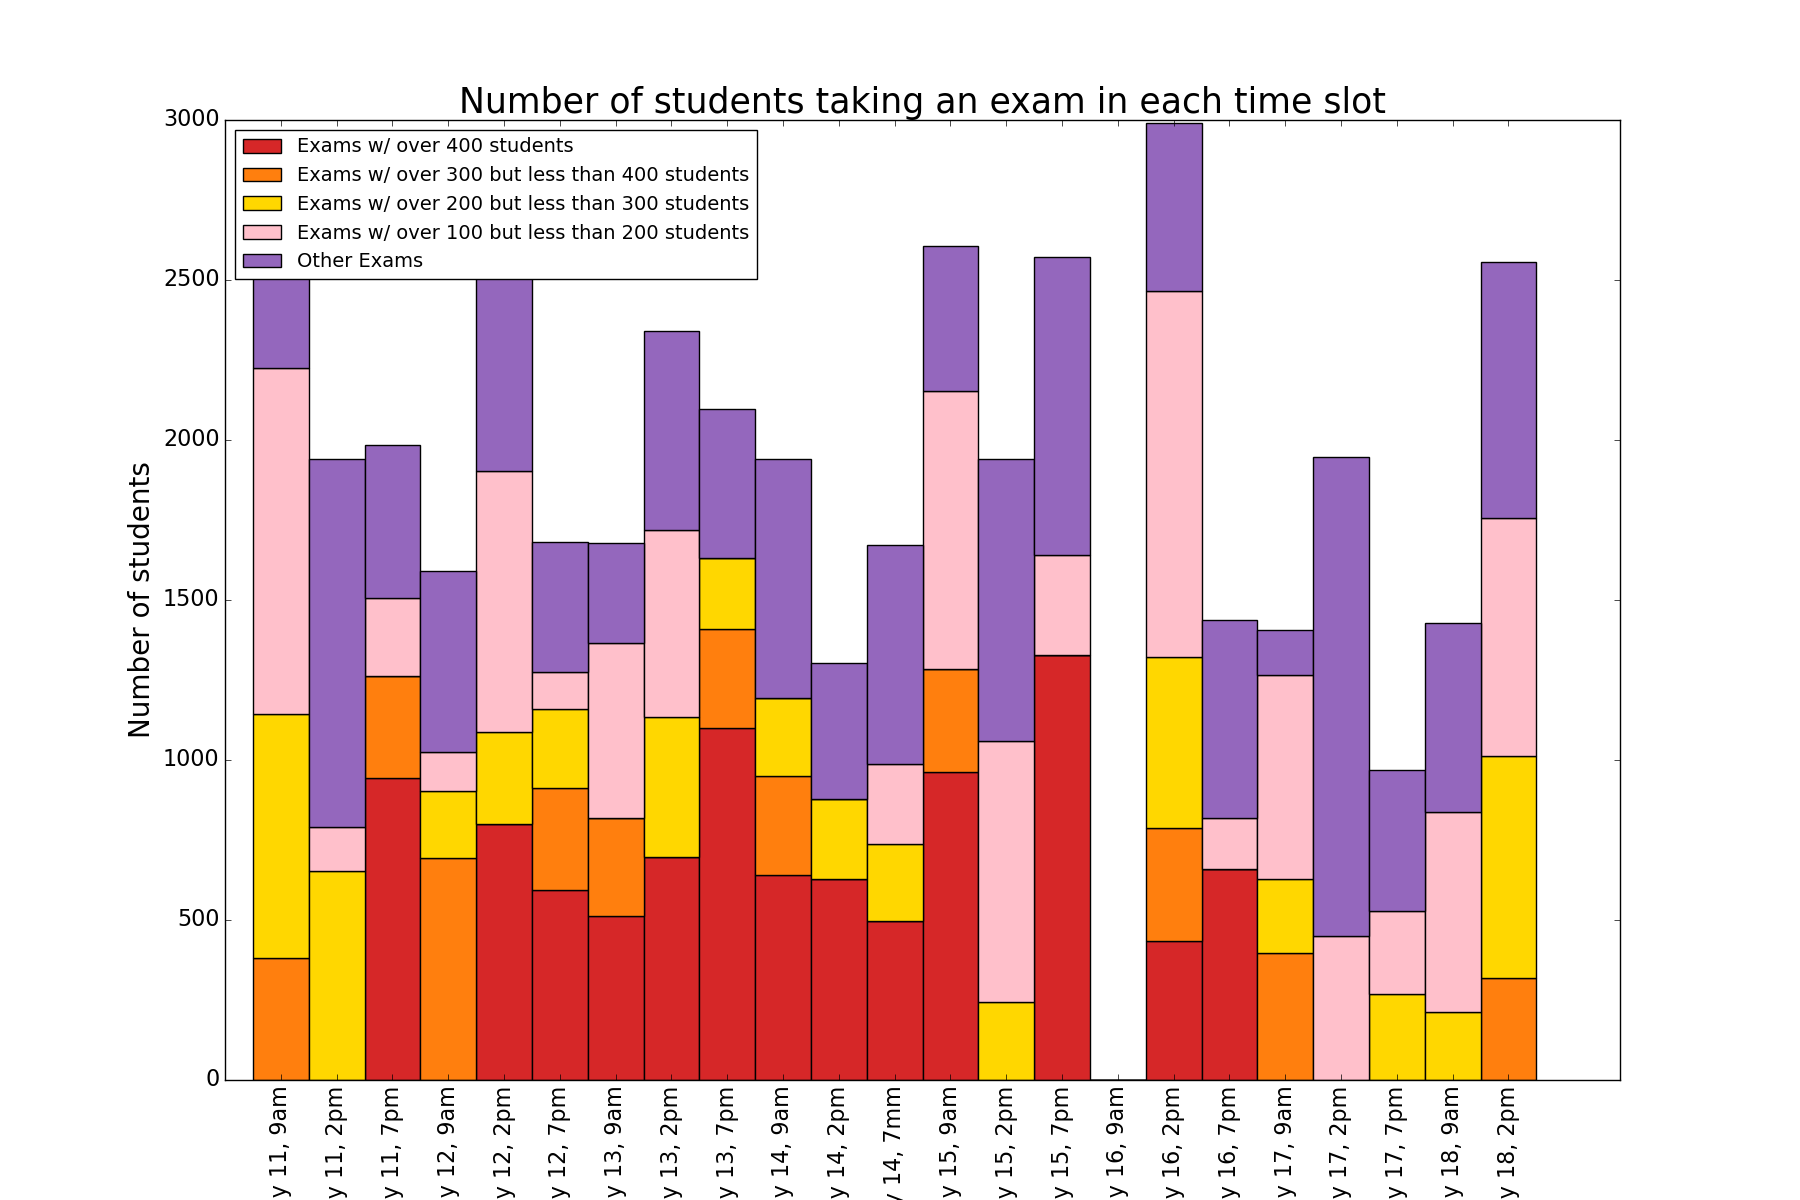 Number of students taking an exam in each time slot
Exams w/ over 400 students
Exams w/ over 300 but less than 400 students
Exams w/ over 200 but less than 300 students
Exams w/ over 100 but less than 200 students
Other Exams
Number of students
3000
2500
2000
1500
1000
500
0
y 11, 9am
y 11, 2pm
y 11, 7pm
y 12, 9am
y 12, 2pm
y 12, 7pm
y 13, 9am
y 13, 2pm
y 13, 7pm
y 14, 9am
y 14, 2pm
y 14, 7mm
y 15, 9am
y 15, 2pm
y 15, 7pm
y 16, 9am
y 16, 2pm
y 16, 7pm
y 17, 9am
y 17, 2pm
y 17, 7pm
y 18, 9am
y 18, 2pm